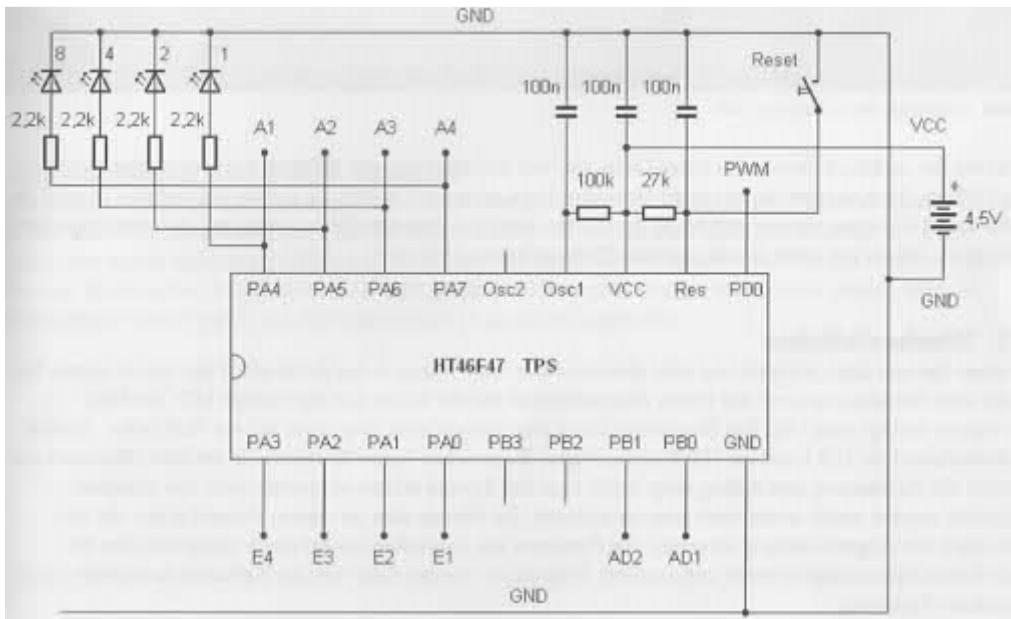 GND
8 4 2 1
Reset
100n 100n 100n
2,2k 2,2k 2,2k 2,2k
A1 A2 A3 A4
VCC
PWM
100k 27k
+
4,5V
PA4 PA5 PA6 PA7 Osc2 Osc1 VCC Res PD0
GND
HT46F47 TPS
PA3 PA2 PA1 PA0 PB3 PB2 PB1 PB0 GND
E4 E3 E2 E1 AD2 AD1
GND